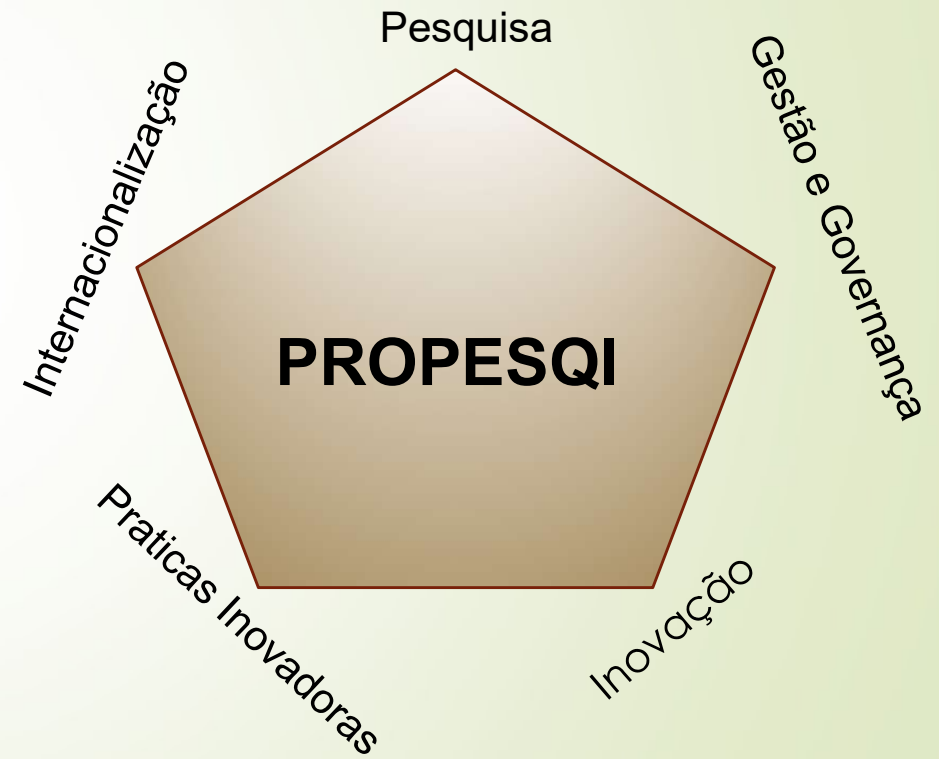 Pesquisa
Gestão e Governança
Internacionalização
PROPESQI
Praticas Inovadoras
Inovação